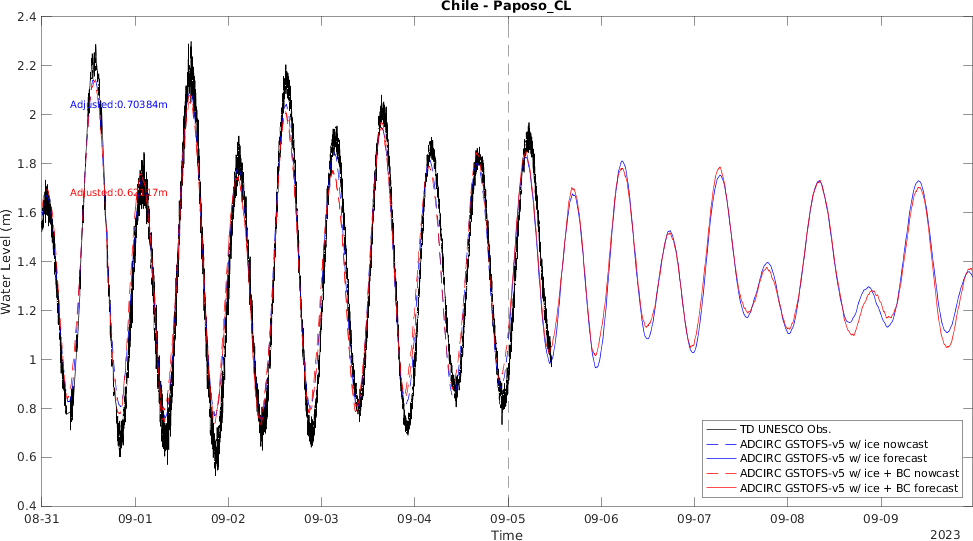 Chile - Paposo_CL
2.4
2.2
2
1.8
1.6
1.4
1.2
1
0.8
0.6
0.4
Water Level (m)
Adjusted:0.70384m
08-31
09-01
09-02
09-03
09-04
09-05
09-06
09-07
09-08
09-09
Time
2023
TD UNESCO Obs.
ADCIRC GSTOFS-v5 w/ ice nowcast
ADCIRC GSTOFS-v5 w/ ice forecast
ADCIRC GSTOFS-v5 w/ ice + BC nowcast
ADCIRC GSTOFS-v5 w/ ice + BC forecast